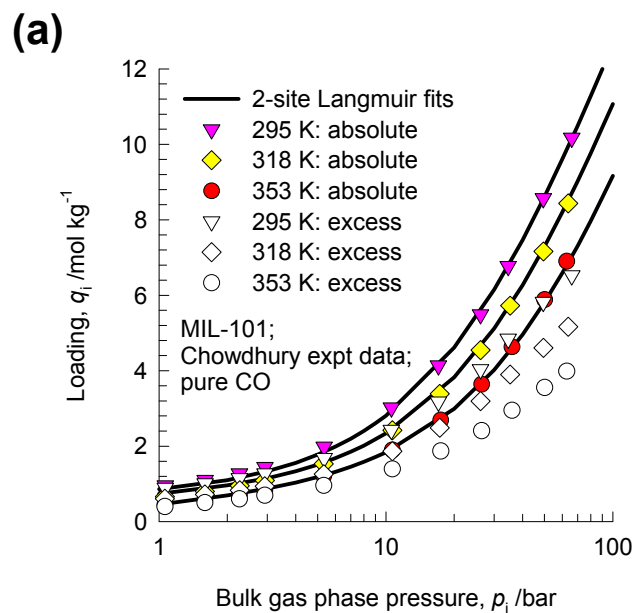 (a)
12
10
8
6
4
2
0
Loading, qi /mol kg-1
2-site Langmuir fits
295 K: absolute
318 K: absolute
353 K: absolute
295 K: excess
318 K: excess
353 K: excess
MIL-101;
Chowdhury expt data;
pure CO
1
10
100
Bulk gas phase pressure, pi /bar